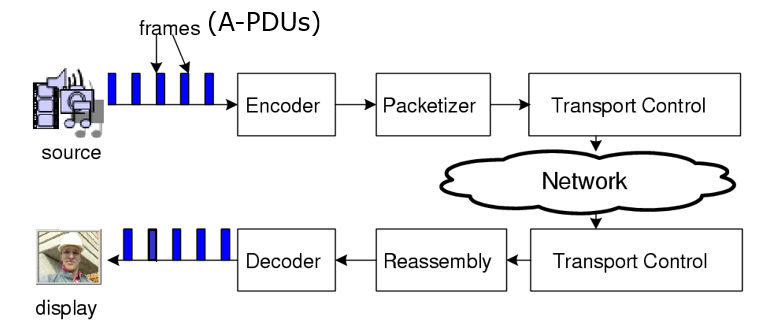 frames (A-PDUs)
Encoder
Packetizer
Transport Control
source
Network
Decoder
Reassembly
Transport Control
display